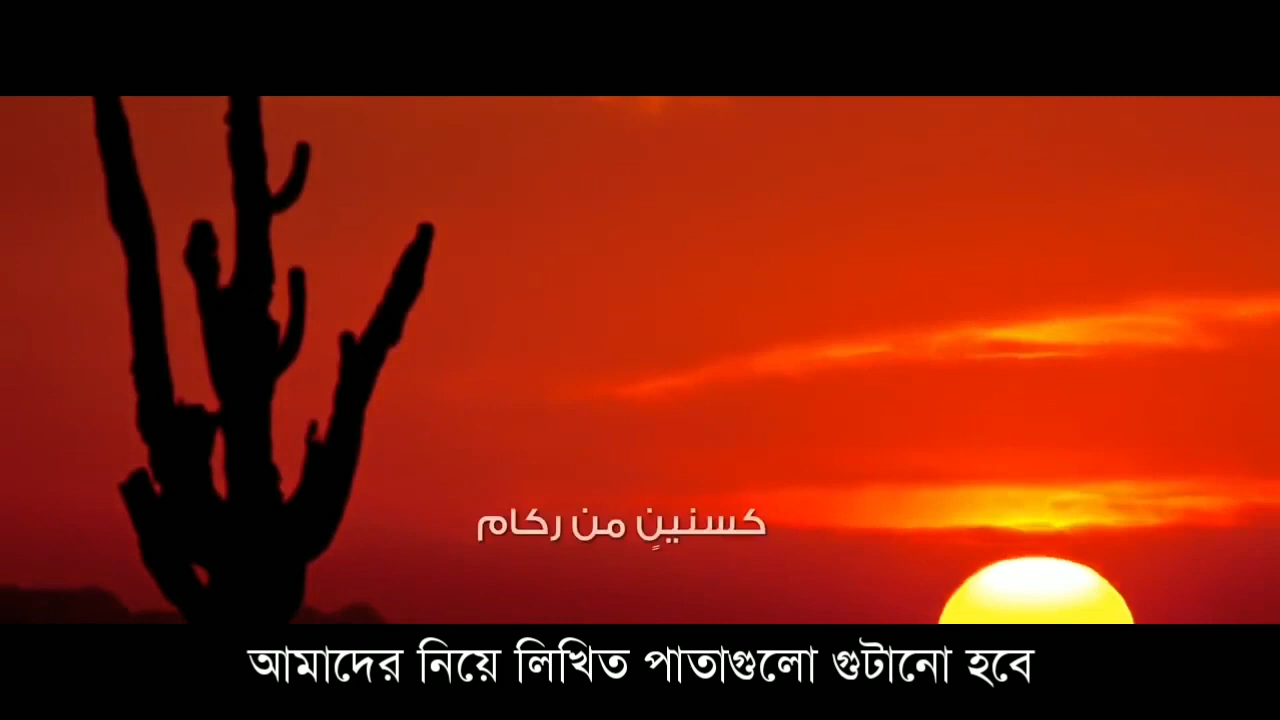 كسنينٍ من ركام
আমাদের নিয়ে লিখিত পাতাগুলো গুটানো হবে